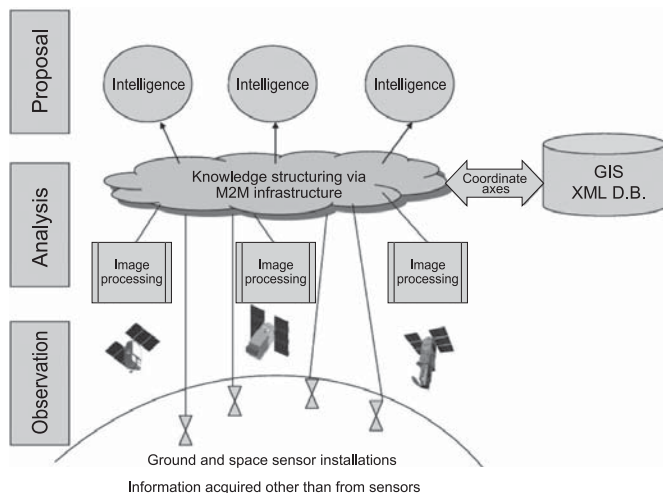 Proposal
Intelligence
Intelligence
Intelligence
Analysis
Knowledge structuring via
M2M infrastructure
Coordinate
axes
GIS
XML D.B.
Image
processing
Image
processing
Image
processing
Observation
Ground and space sensor installations
Information acquired other than from sensors